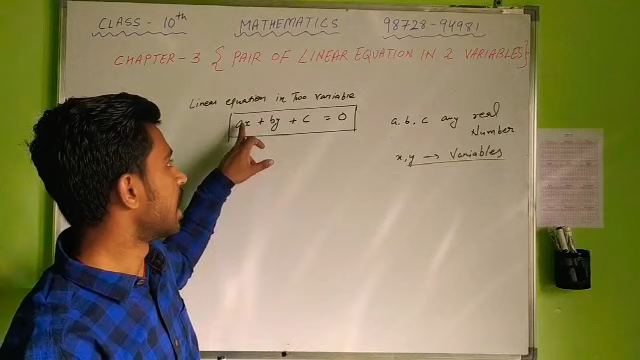 CLASS - 10th MATHEMATICS 98728-94981
CHAPTER-3 { PAIR OF LINEAR EQUATION IN 2 VARIABLES}
Linear equation in Two variable
ax + by + c = 0
a.b.c any real Number
x,y → Variables